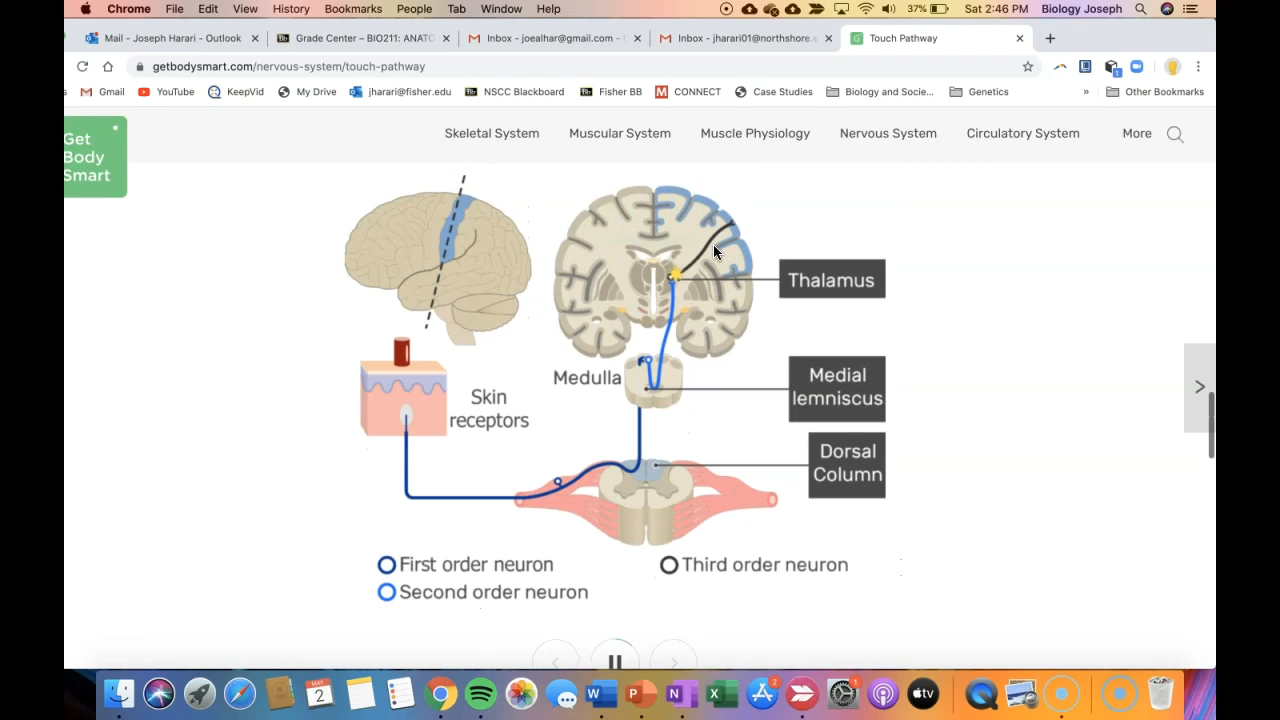 Chrome File Edit View History Bookmarks People Tab Window Help 37% Sat 2:46 PM Biology Joseph
Mail - Joseph Harari - Outlook Grade Center – BIO211: ANATO Inbox - joealhar@gmail.com - Inbox - jharari01@northshore.e Touch Pathway
getbodysmart.com/nervous-system/touch-pathway
Gmail YouTube KeepVid My Drive jharari@fisher.edu NSCC Blackboard Fisher BB CONNECT Case Studies Biology and Socie... Genetics » Other Bookmarks
Get
Body
Smart
Skeletal System Muscular System Muscle Physiology Nervous System Circulatory System More
Thalamus
Medulla
Medial
lemniscus
Skin
receptors
Dorsal
Column
First order neuron Third order neuron
Second order neuron
MAY
2
tv